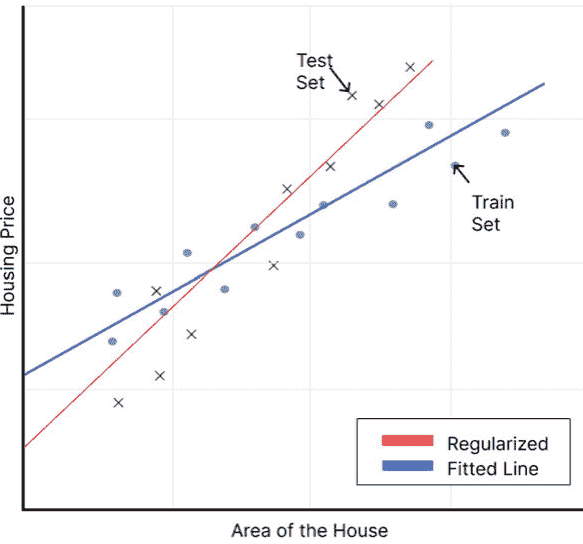 Test
Set
Train
Set
Housing Price
Regularized
Fitted Line
Area of the House